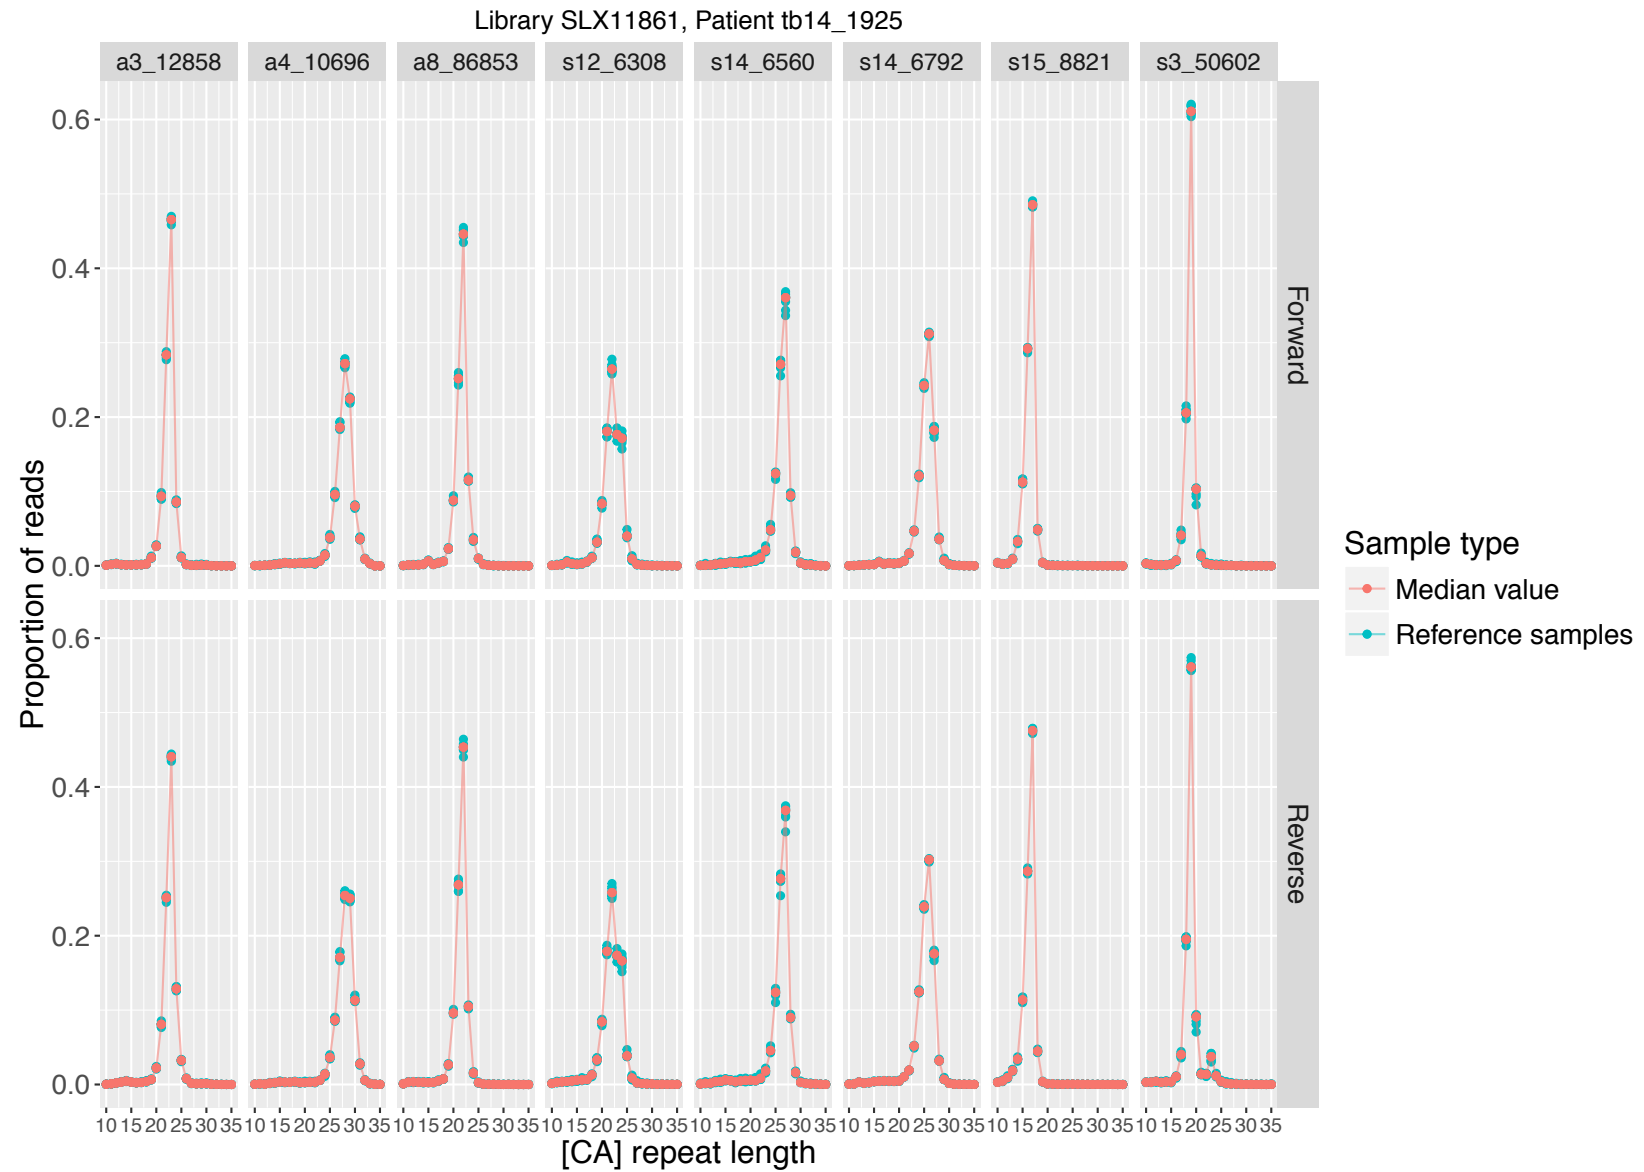 Library SLX11861, Patient tb14_1925
a3_12858 a4_10696 a8_86853 s12_6308 s14_6560 s14_6792 s15_8821 s3_50602
0.6
0.4
0.2
0.0
Forward
0.6
0.4
0.2
0.0
Reverse
Proportion of reads
10 15 20 25 30 35 10 15 20 25 30 35 10 15 20 25 30 35 10 15 20 25 30 35 10 15 20 25 30 35 10 15 20 25 30 35 10 15 20 25 30 35 10 15 20 25 30 35
[CA] repeat length
Sample type
Median value
Reference samples